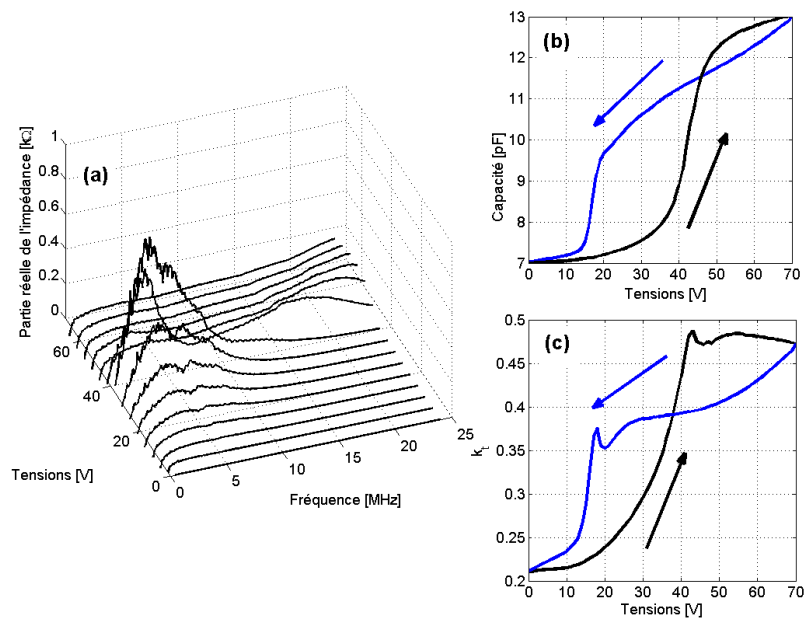 (a)
Partie réelle de l'impédance [kΩ]
1
0.8
0.6
0.4
0.2
0
60
40
20
0
Tensions [V]
0
5
10
15
20
25
Fréquence [MHz]
(b)
Capacité [pF]
13
12
11
10
9
8
7
0 10 20 30 40 50 60 70
Tensions [V]
(c)
k_t
0.5
0.45
0.4
0.35
0.3
0.25
0.2
0 10 20 30 40 50 60 70
Tensions [V]